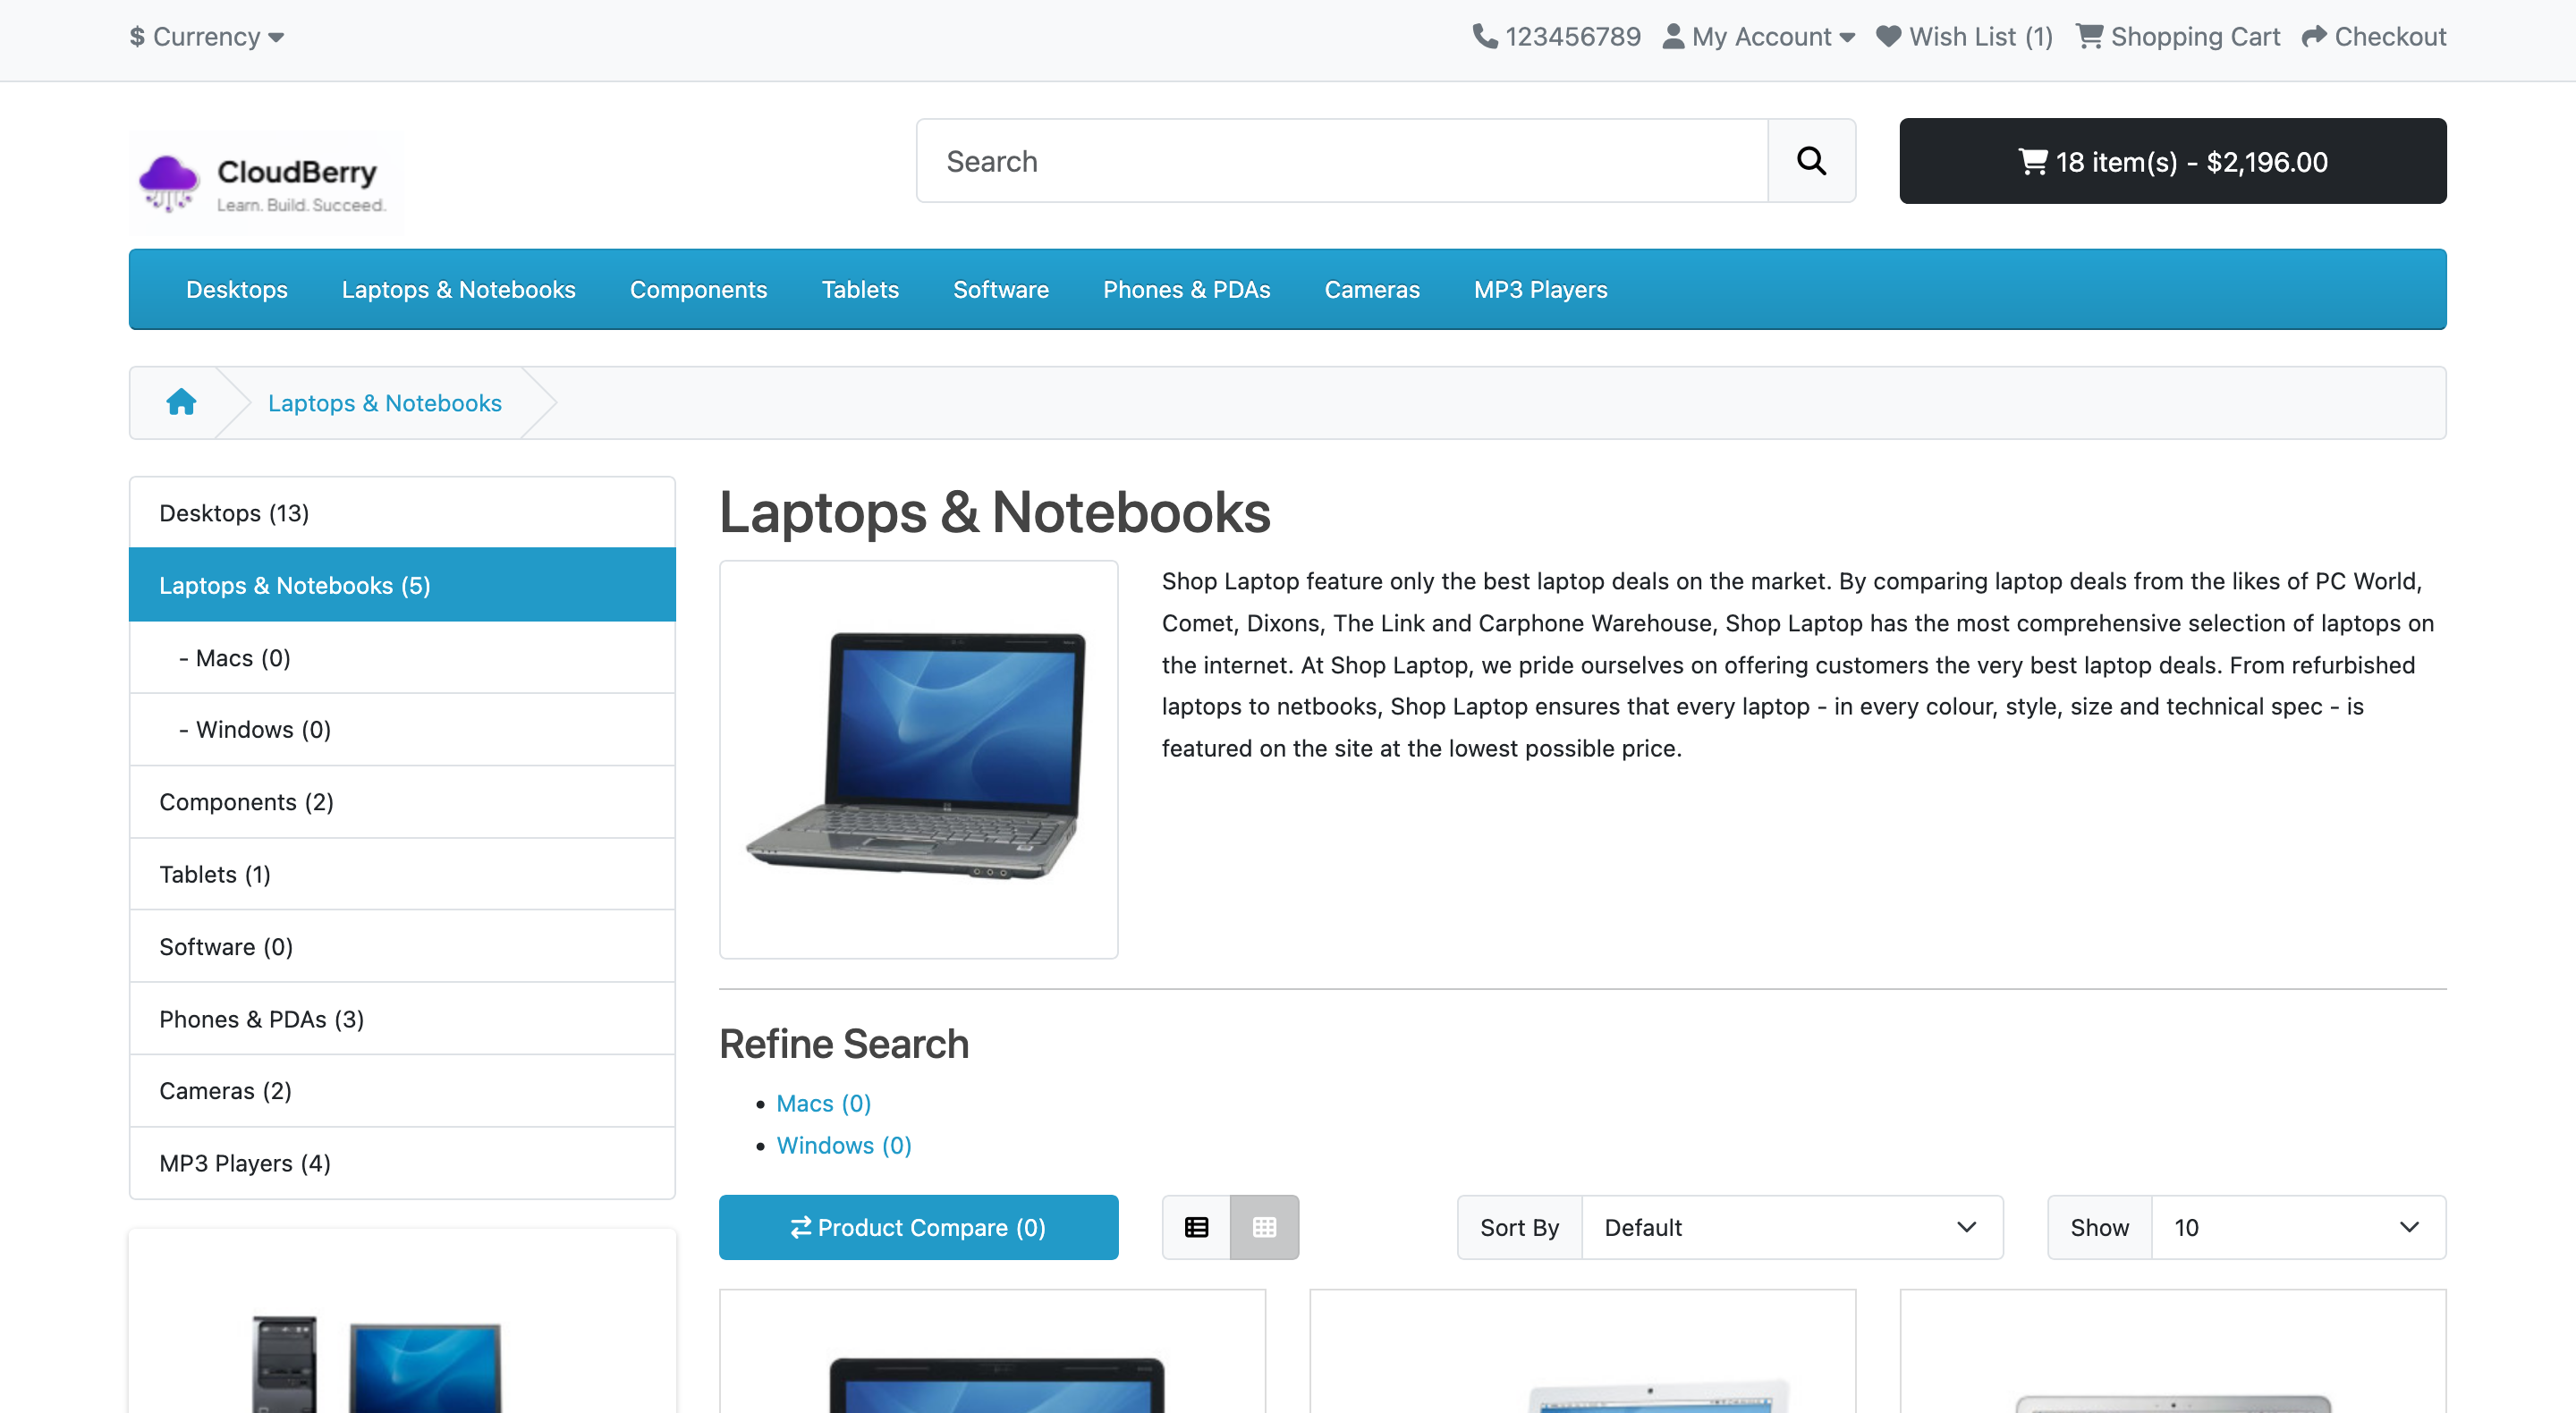 $ Currency
123456789 My Account Wish List (1) Shopping Cart Checkout
CloudBerry
Learn. Build. Succeed.
Search
18 item(s) - $2,196.00
Desktops Laptops & Notebooks Components Tablets Software Phones & PDAs Cameras MP3 Players
Laptops & Notebooks
Desktops (13)
Laptops & Notebooks (5)
- Macs (0)
- Windows (0)
Components (2)
Tablets (1)
Software (0)
Phones & PDAs (3)
Cameras (2)
MP3 Players (4)
Laptops & Notebooks
Shop Laptop feature only the best laptop deals on the market. By comparing laptop deals from the likes of PC World,
Comet, Dixons, The Link and Carphone Warehouse, Shop Laptop has the most comprehensive selection of laptops on
the internet. At Shop Laptop, we pride ourselves on offering customers the very best laptop deals. From refurbished
laptops to netbooks, Shop Laptop ensures that every laptop - in every colour, style, size and technical spec - is
featured on the site at the lowest possible price.
Refine Search
Macs (0)
Windows (0)
Product Compare (0)
Sort By Default
Show 10